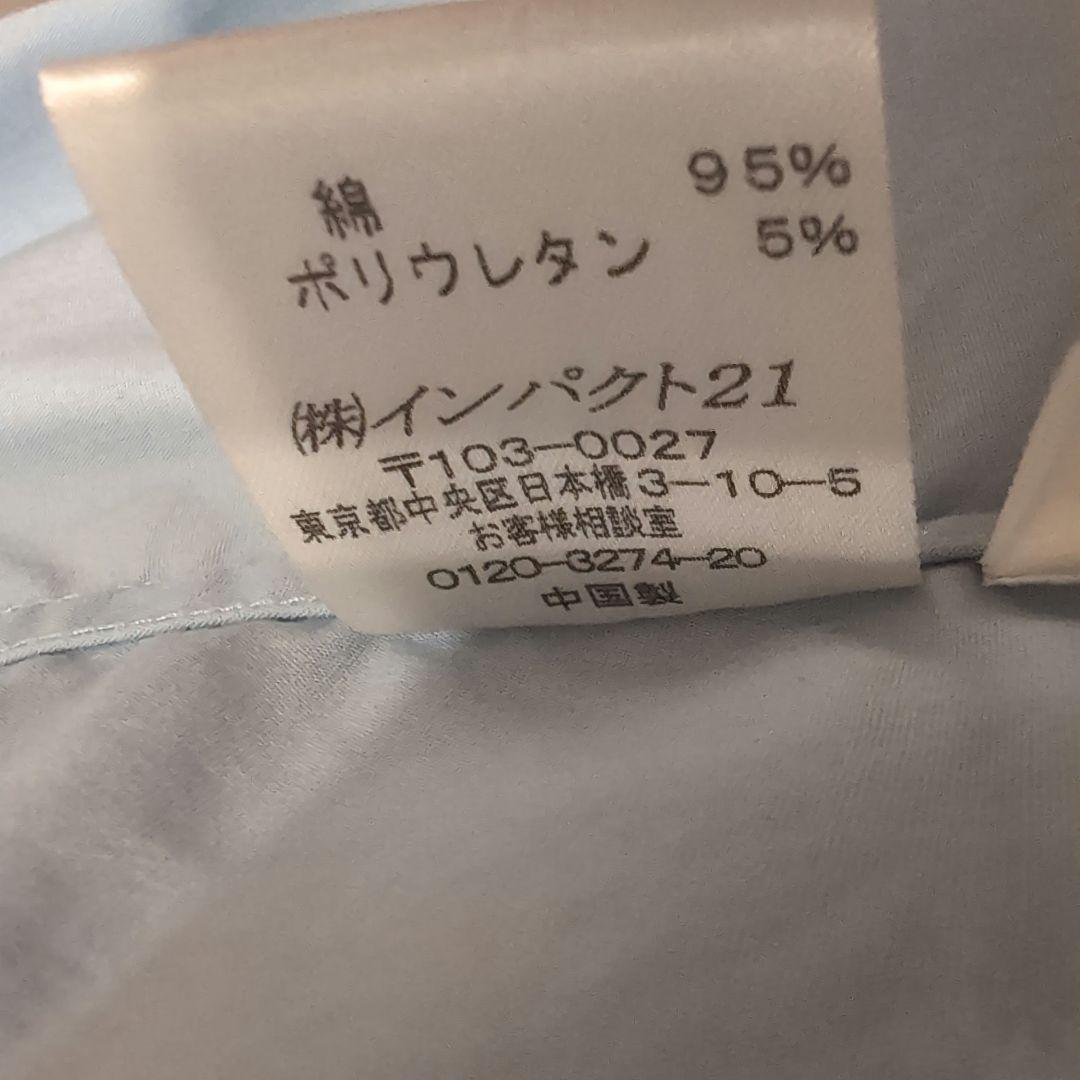 綿 95%
ポリウレタン 5%
(株)インパクト21
〒103-0027
東京都中央区日本橋3-10-5
お客様相談室
0120-3274-20
中国製